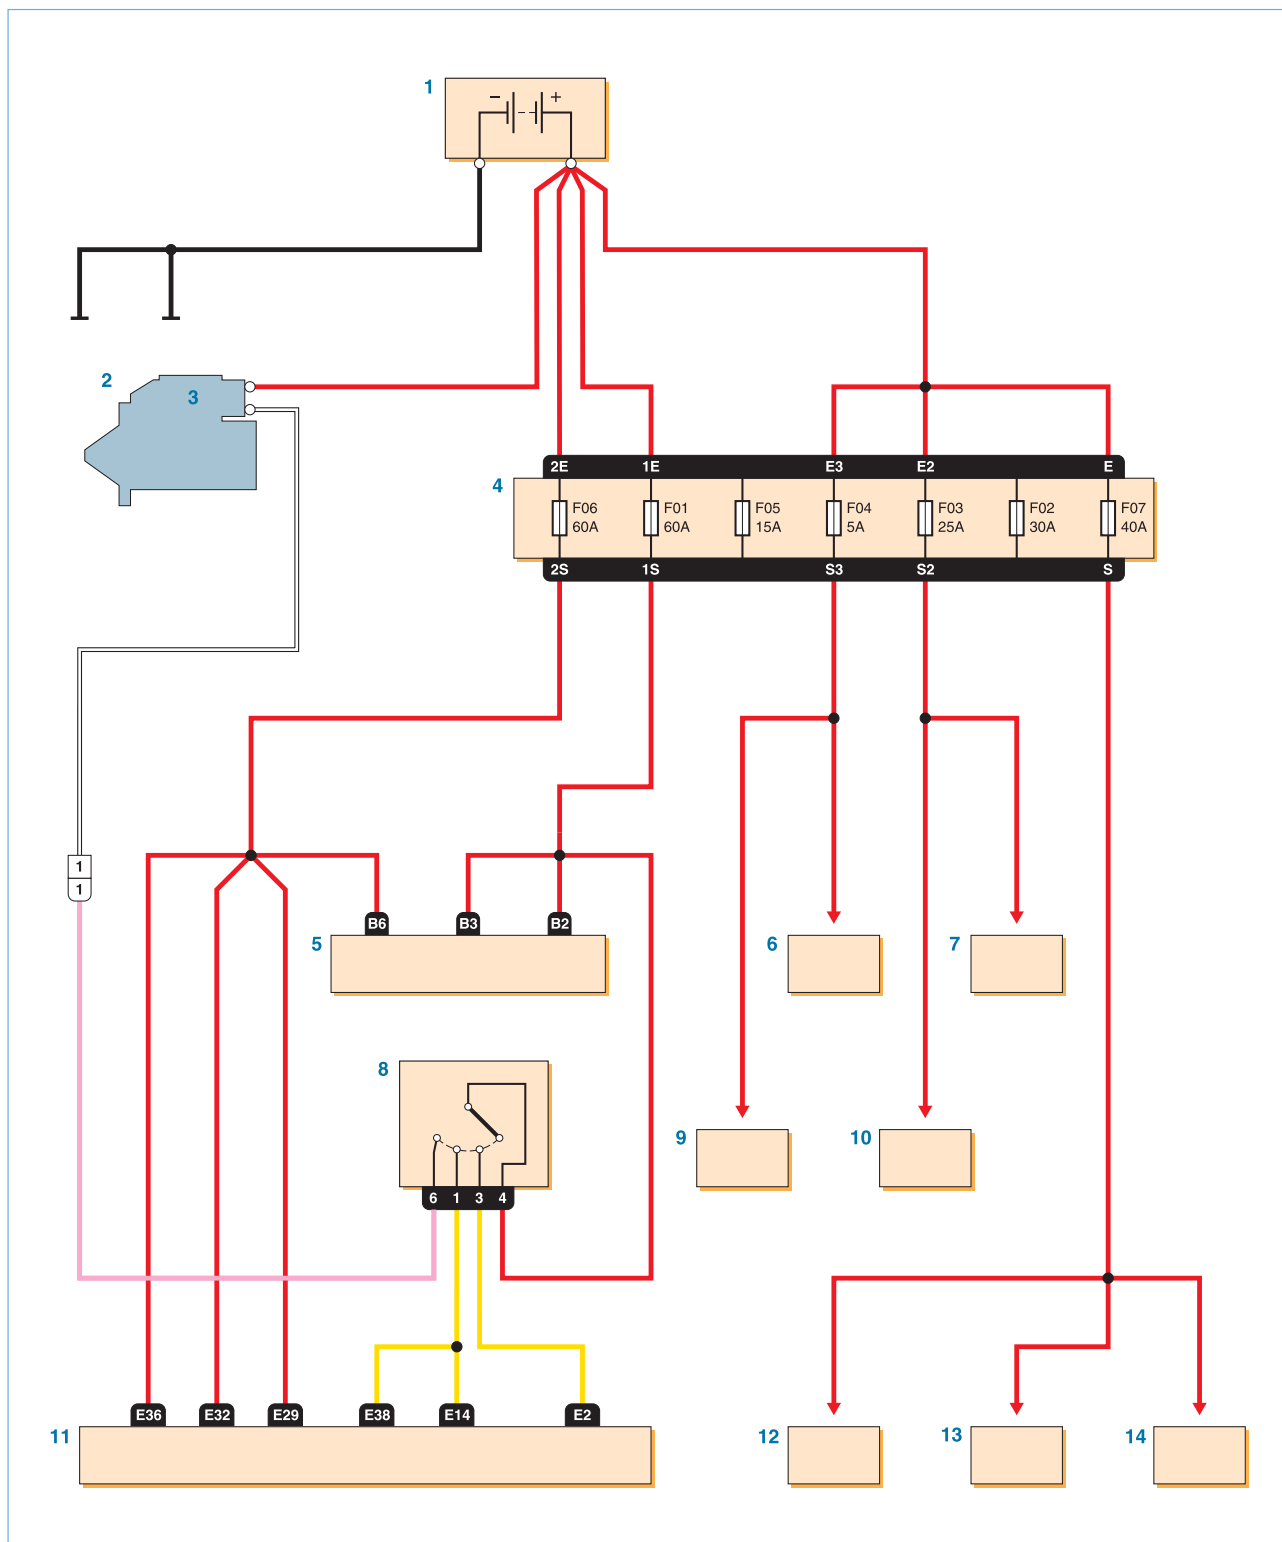 1
− +
2
3
2E 1E E3 E2 E
4
F06 F01 F05 F04 F03 F02 F07
60A 60A 15A 5A 25A 30A 40A
2S 1S S3 S2 S
1
1
B6 B3 B2
5 6 7
8
9 10
6 1 3 4
E36 E32 E29 E38 E14 E2
11 12 13 14